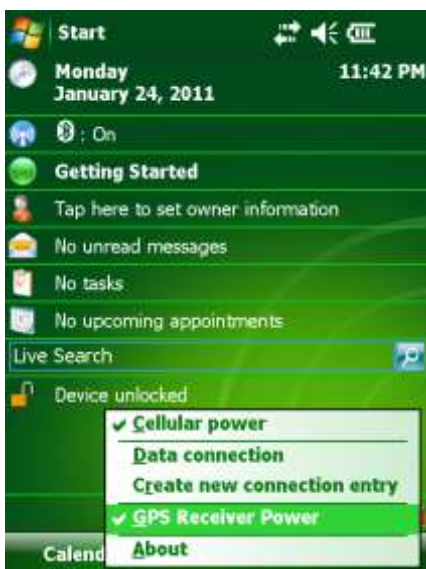 Start
Monday 11:42 PM
January 24, 2011
: On
Getting Started
Tap here to set owner information
No unread messages
No tasks
No upcoming appointments
Live Search
Device unlocked
Cellular power
Data connection
Create new connection entry
GPS Receiver Power
About
Calend